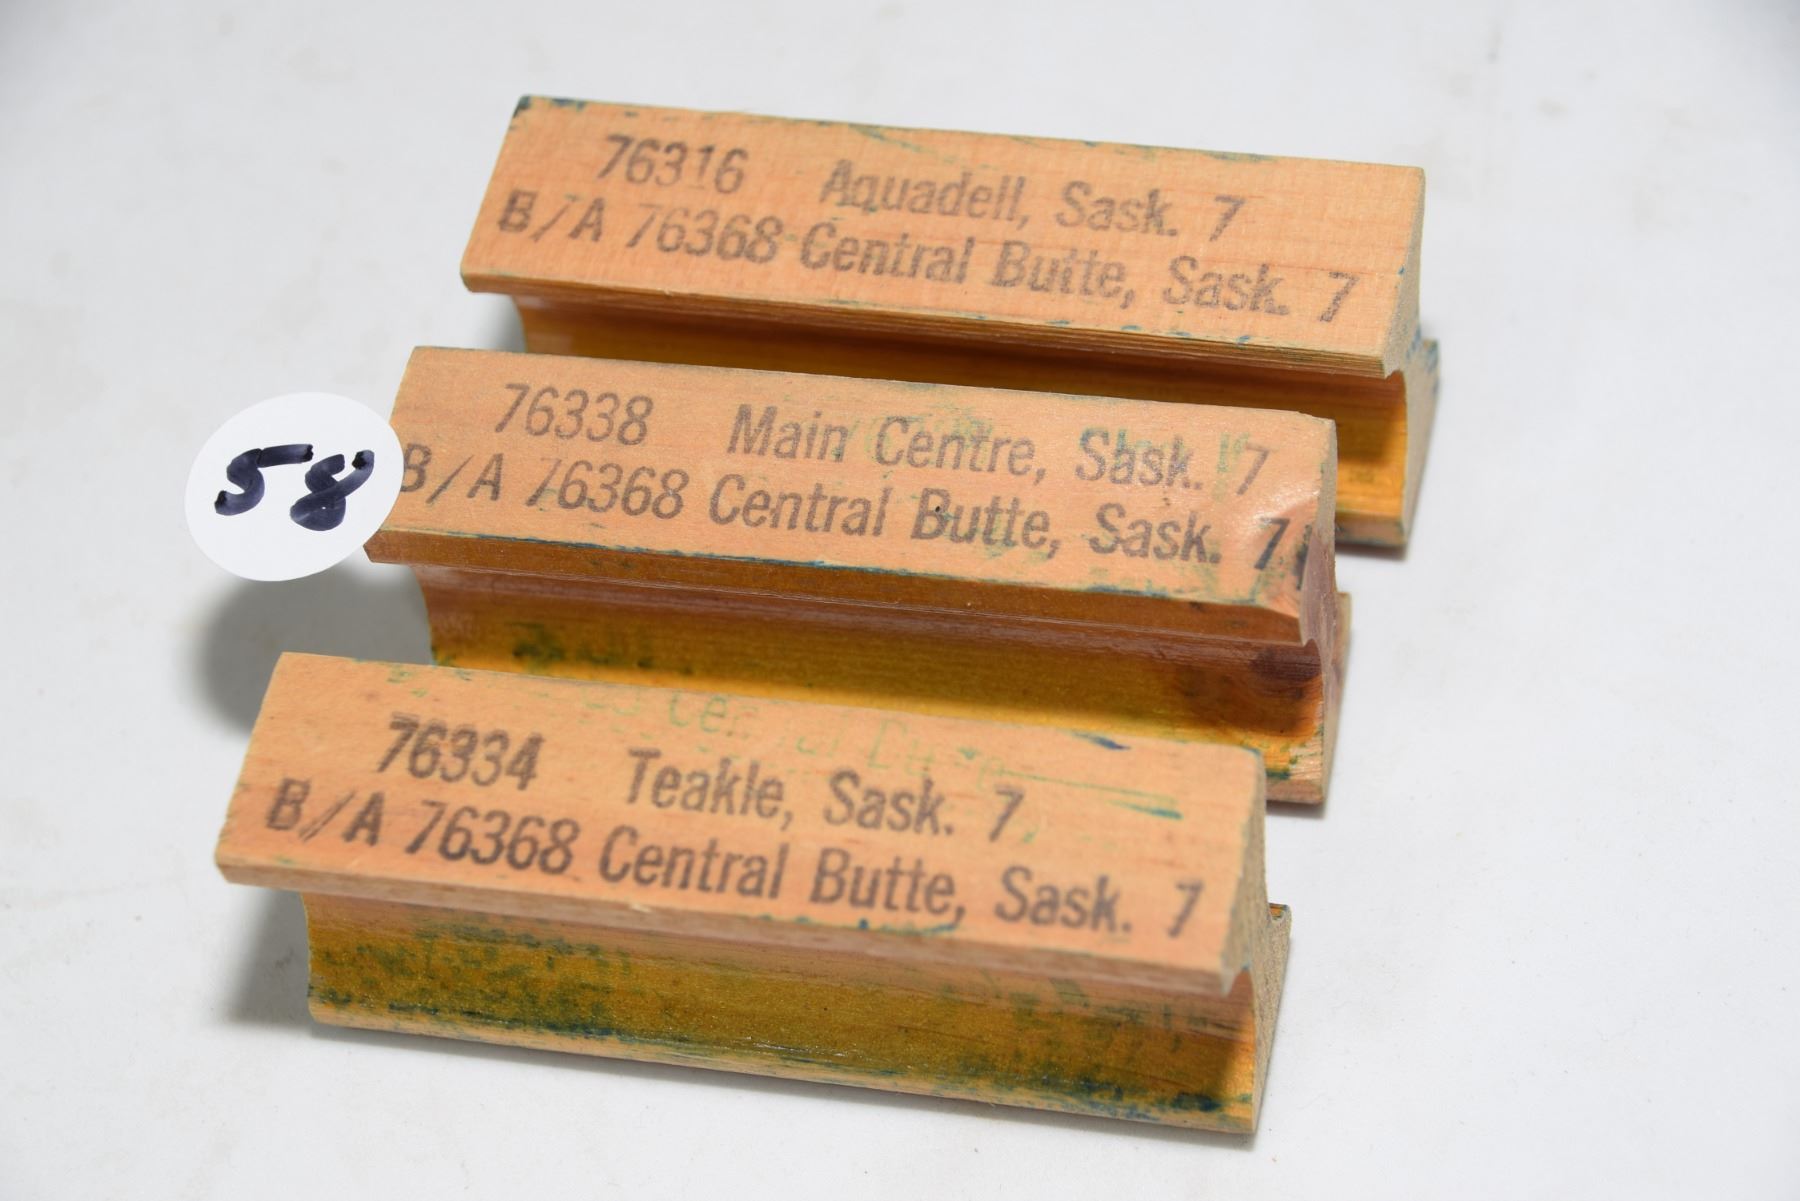 76316 Aquadell, Sask. 7
B/A 76368 Central Butte, Sask. 7
76338 Main Centre, Sask. 7
B/A 76368 Central Butte, Sask. 7
58
76334 Teakle, Sask. 7
B/A 76368 Central Butte, Sask. 7